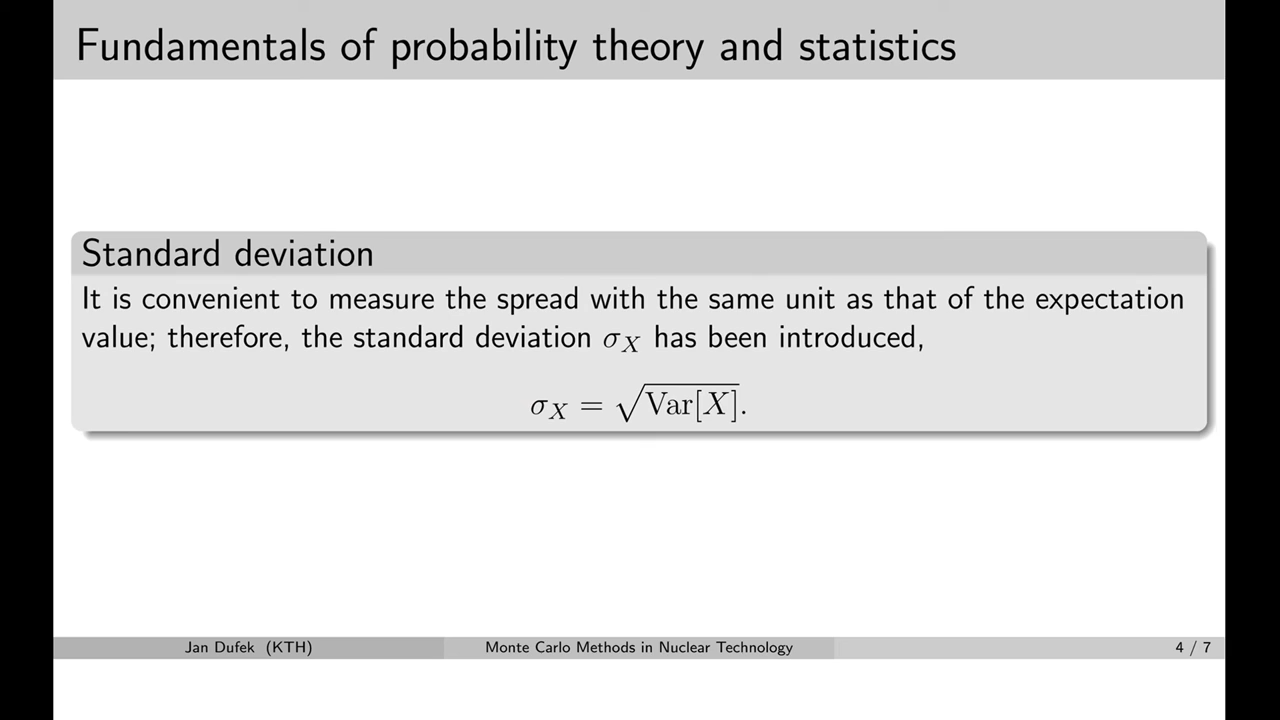 Fundamentals of probability theory and statistics
Standard deviation
It is convenient to measure the spread with the same unit as that of the expectation
value; therefore, the standard deviation σ_X has been introduced,
σ_X = √Var[X].
Jan Dufek (KTH) Monte Carlo Methods in Nuclear Technology 4 / 7